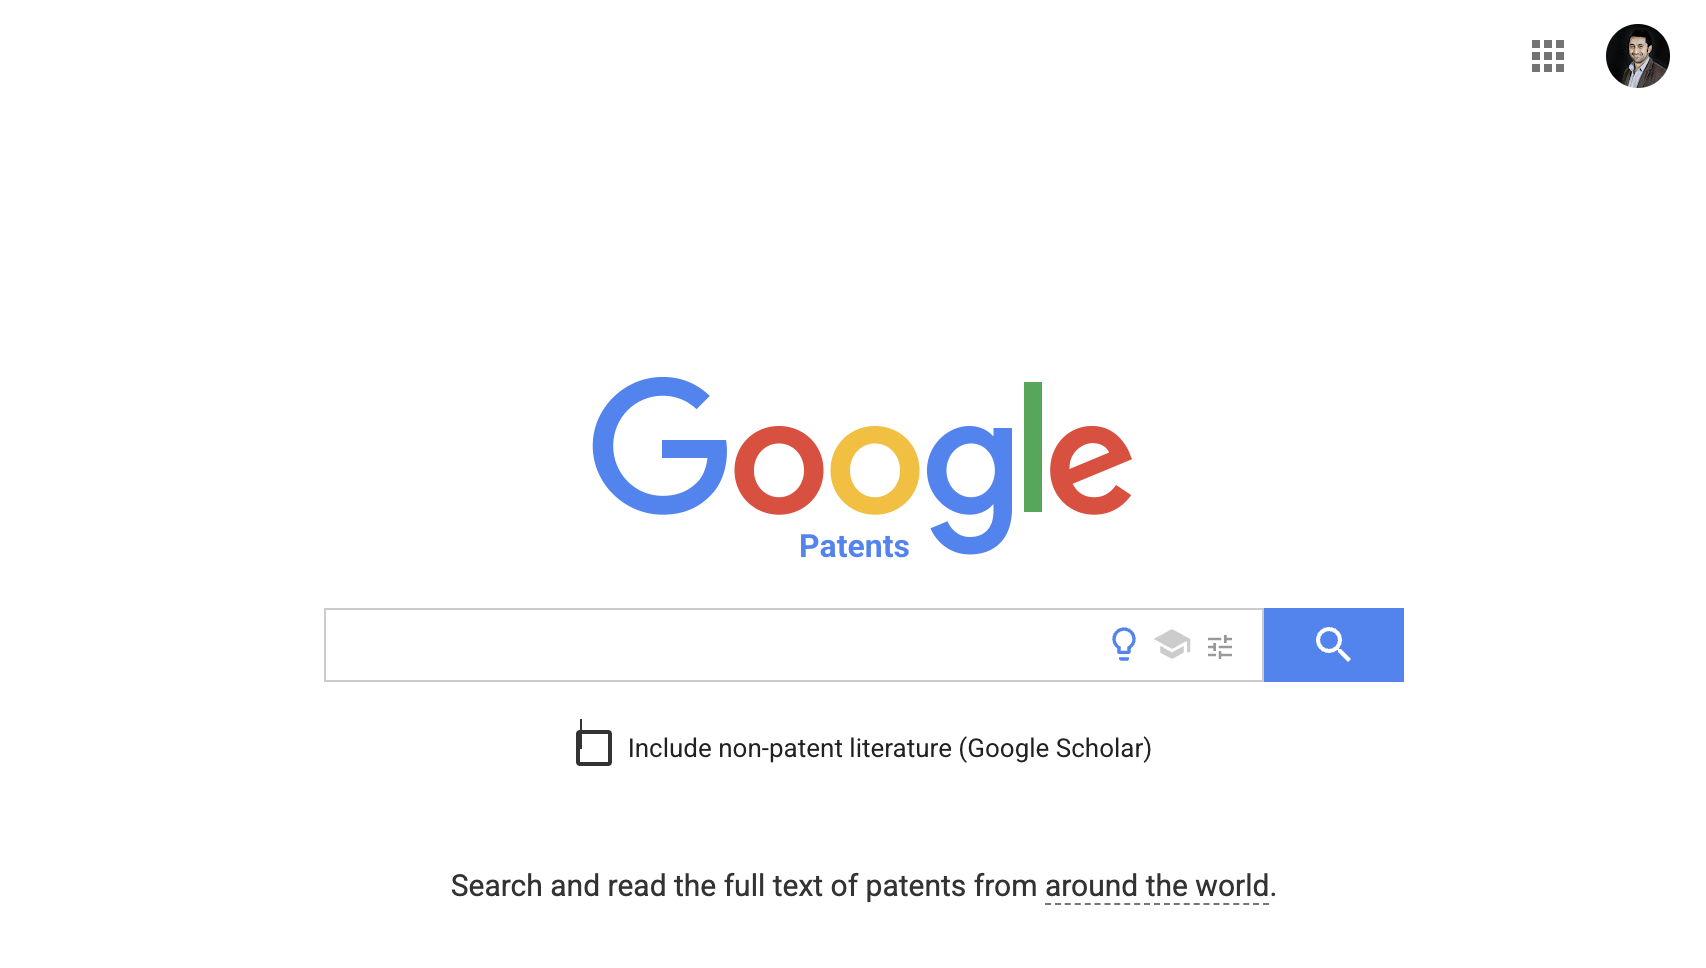 Google
Patents
Include non-patent literature (Google Scholar)
Search and read the full text of patents from around the world.